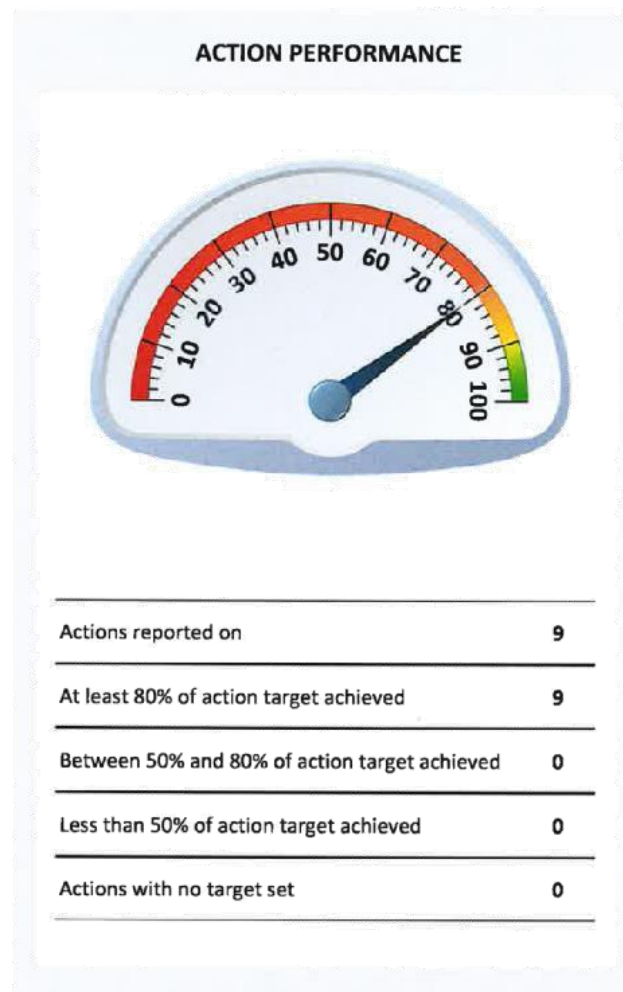 ACTION PERFORMANCE
0 10 20 30 40 50 60 70 80 90 100
Actions reported on 9
At least 80% of action target achieved 9
Between 50% and 80% of action target achieved 0
Less than 50% of action target achieved 0
Actions with no target set 0